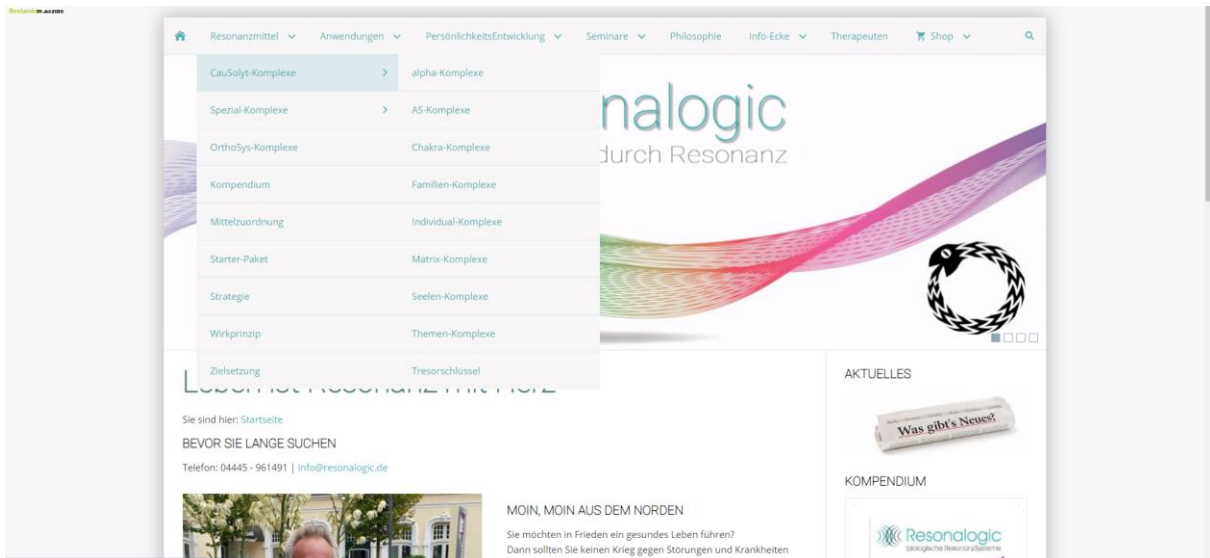 Resonanzmittel Anwendungen PersönlichkeitsEntwicklung Seminare Philosophie Info-Ecke Therapeuten Shop
CauSolyt-Komplexe
Spezial-Komplexe
OrthoSys-Komplexe
Kompendium
Mittelzuordnung
Starter-Paket
Strategie
Wirkprinzip
Zielsetzung
alpha-Komplexe
AS-Komplexe
Chakra-Komplexe
Familien-Komplexe
Individual-Komplexe
Matrix-Komplexe
Seelen-Komplexe
Themen-Komplexe
Tresorschlüssel
nalogic
durch Resonanz
Sie sind hier: Startseite
BEVOR SIE LANGE SUCHEN
Telefon: 04445 - 961491 | info@resonalogic.de
MOIN, MOIN AUS DEM NORDEN
Sie möchten in Frieden ein gesundes Leben führen?
Dann sollten Sie keinen Krieg gegen Störungen und Krankheiten
AKTUELLES
Was gibt's Neues?
KOMPENDIUM
Resonalogic
biologische Resonanzsysteme